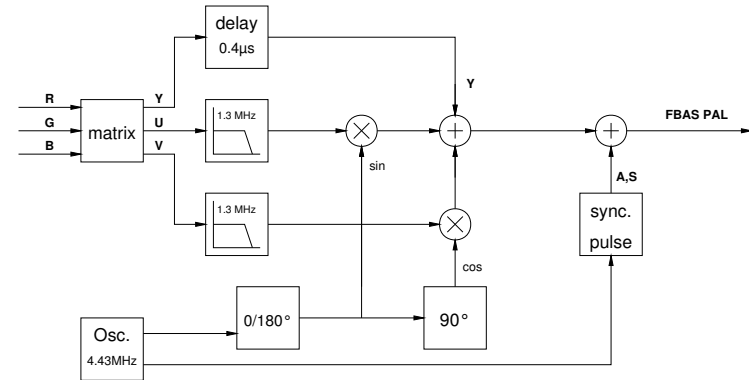 delay
0.4µs
R
Y
Y
G
U
matrix
B
V
1.3 MHz
FBAS PAL
sin
A,S
1.3 MHz
sync.
pulse
cos
0/180°
90°
Osc.
4.43MHz